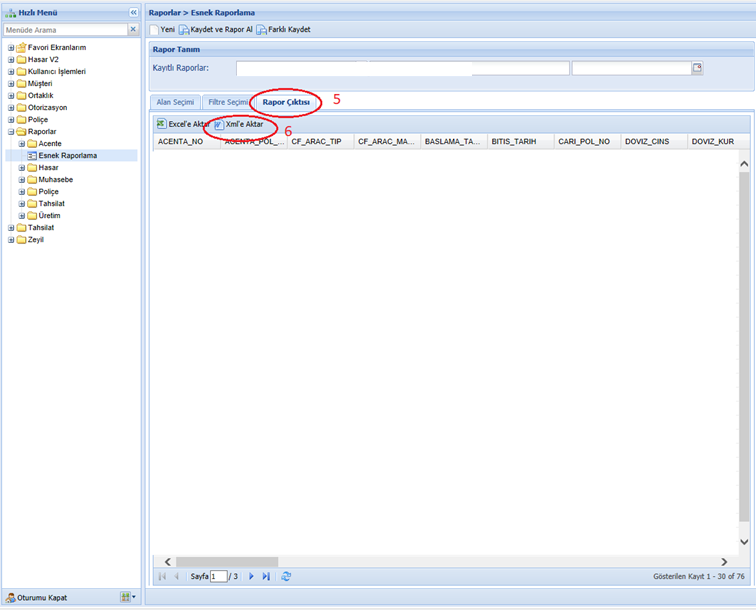 Hızlı Menü
Menüde Arama
Favori Ekranlarım
Hasar V2
Kullanıcı İşlemleri
Müşteri
Ortaklık
Otorizasyon
Poliçe
Raporlar
Acente
Esnek Raporlama
Hasar
Muhasebe
Poliçe
Tahsilat
Üretim
Tahsilat
Zeyil
Oturumu Kapat
Raporlar > Esnek Raporlama
Yeni Kaydet ve Rapor Al Farklı Kaydet
Rapor Tanım
Kayıtlı Raporlar:
Alan Seçimi Filtre Seçimi Rapor Çıktısı 5
Excel'e Aktar Xml'e Aktar 6
ACENTA_NO ACENTA_POL_... CF_ARAC_TIP CF_ARAC_MA... BASLAMA_TA... BITIS_TARIH CARI_POL_NO DOVIZ_CINS DOVIZ_KUR
Sayfa 1 / 3 Gösterilen Kayıt 1 - 30 of 76